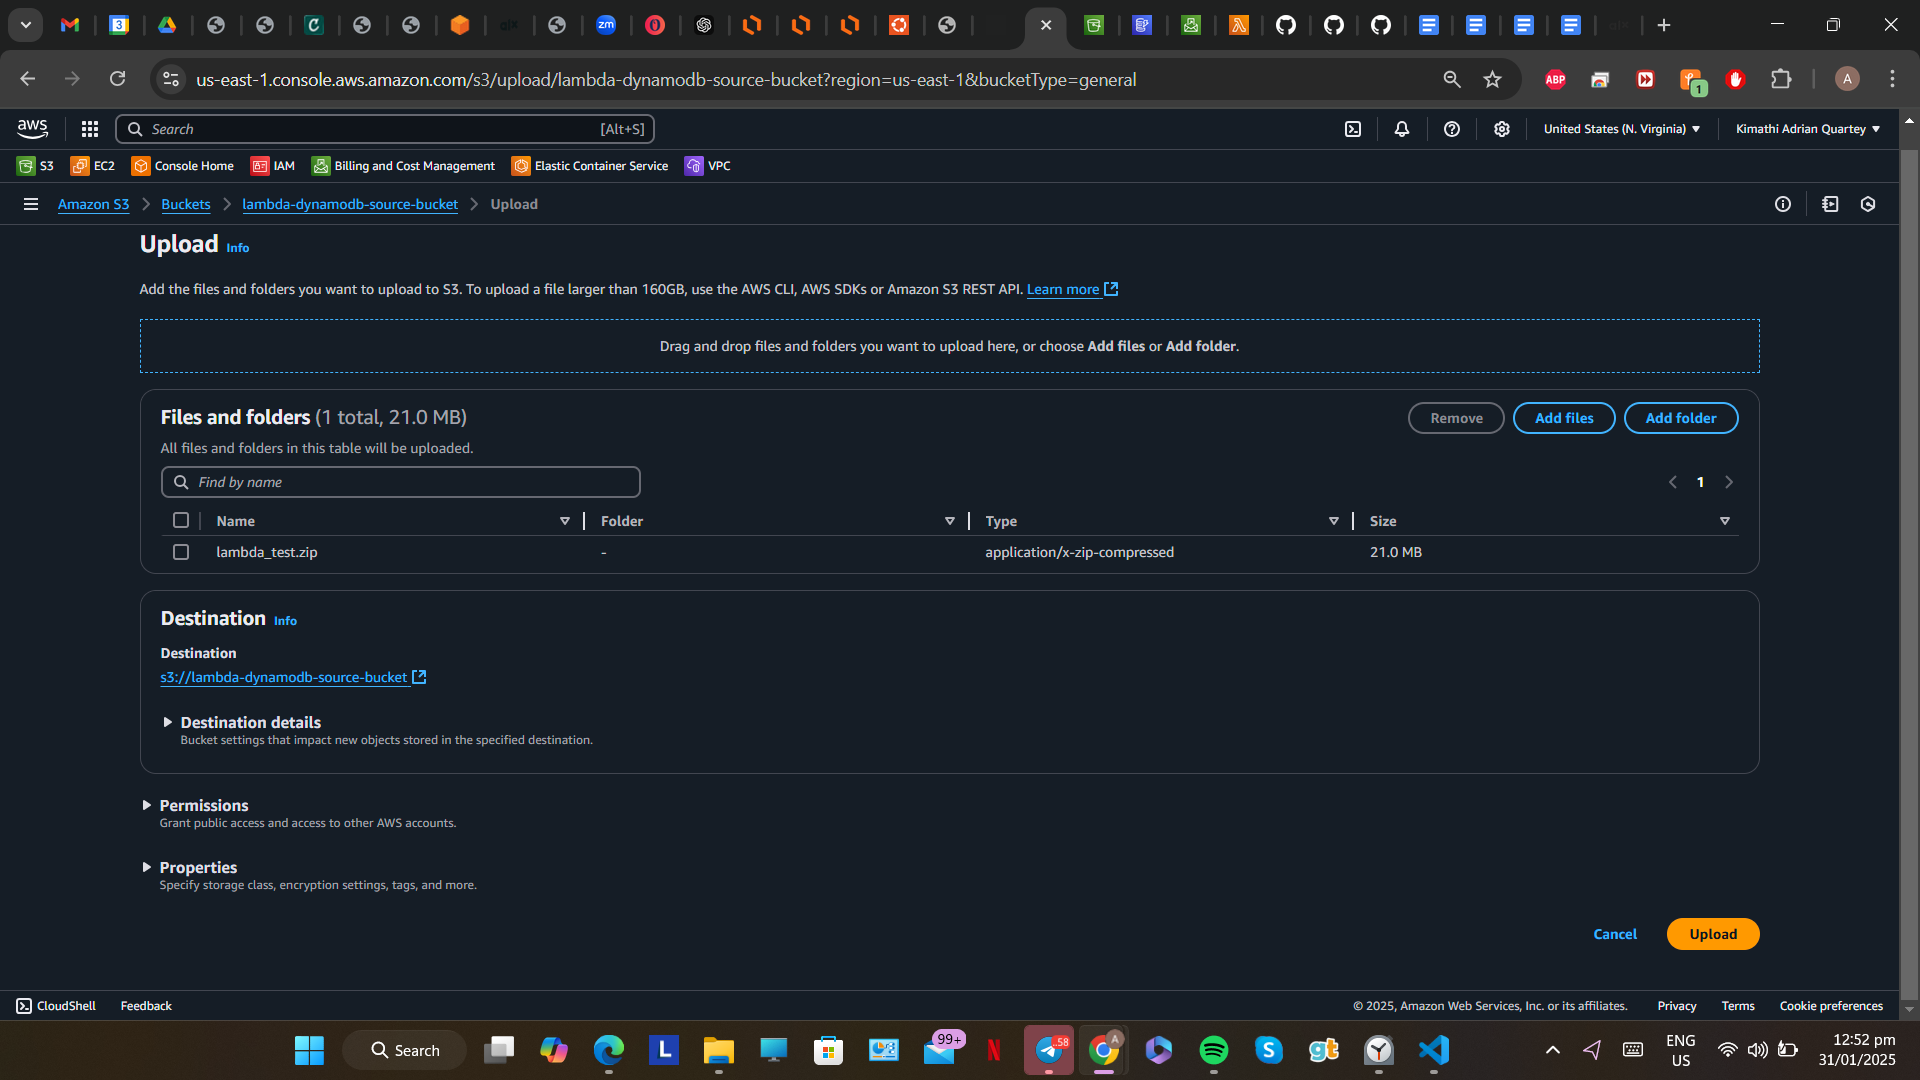 us-east-1.console.aws.amazon.com/s3/upload/lambda-dynamodb-source-bucket?region=us-east-1&bucketType=general
ABP
1
A
aws
Search
[Alt+S]
United States (N. Virginia)
Kimathi Adrian Quartey
S3
EC2
Console Home
IAM
Billing and Cost Management
Elastic Container Service
VPC
Amazon S3
Buckets
lambda-dynamodb-source-bucket
Upload
Upload Info
Add the files and folders you want to upload to S3. To upload a file larger than 160GB, use the AWS CLI, AWS SDKs or Amazon S3 REST API. Learn more
Drag and drop files and folders you want to upload here, or choose Add files or Add folder.
Files and folders (1 total, 21.0 MB)
Remove
Add files
Add folder
All files and folders in this table will be uploaded.
Find by name
1
Name
Folder
Type
Size
lambda_test.zip
-
application/x-zip-compressed
21.0 MB
Destination Info
Destination
s3://lambda-dynamodb-source-bucket
Destination details
Bucket settings that impact new objects stored in the specified destination.
Permissions
Grant public access and access to other AWS accounts.
Properties
Specify storage class, encryption settings, tags, and more.
Cancel
Upload
CloudShell
Feedback
© 2025, Amazon Web Services, Inc. or its affiliates.
Privacy
Terms
Cookie preferences
Search
99+
ENG
US
12:52 pm
31/01/2025